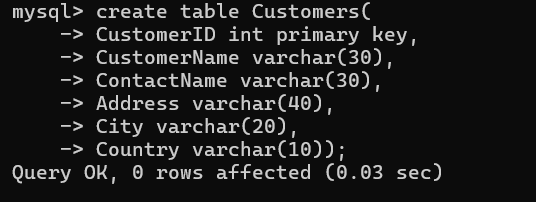 mysql> create table Customers(
    -> CustomerID int primary key,
    -> CustomerName varchar(30),
    -> ContactName varchar(30),
    -> Address varchar(40),
    -> City varchar(20),
    -> Country varchar(10));
Query OK, 0 rows affected (0.03 sec)